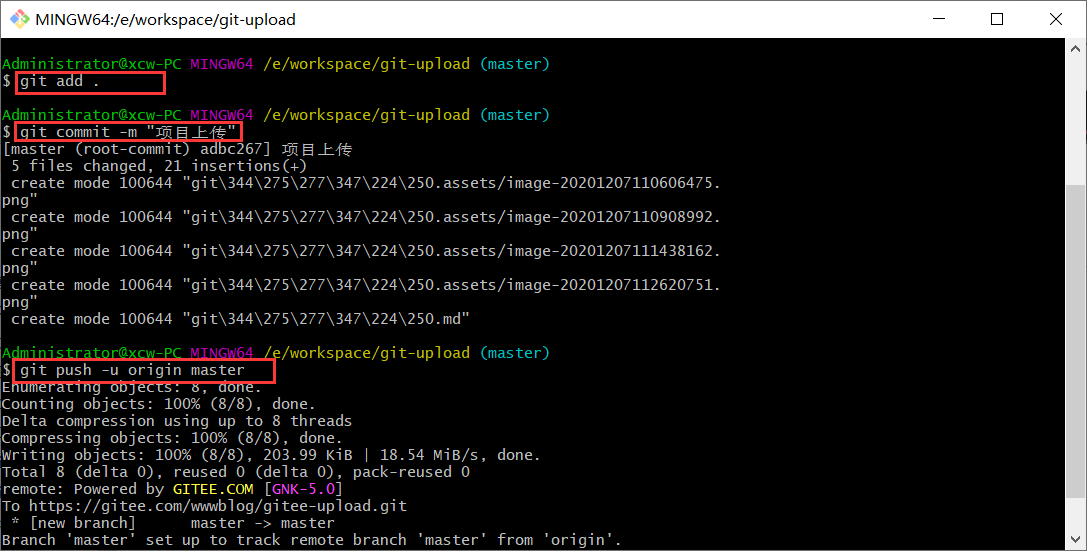 MINGW64:/e/workspace/git-upload
Administrator@xcw-PC MINGW64 /e/workspace/git-upload (master)
$ git add .
Administrator@xcw-PC MINGW64 /e/workspace/git-upload (master)
$ git commit -m "项目上传"
[master (root-commit) adbc267] 项目上传
 5 files changed, 21 insertions(+)
 create mode 100644 "git\344\275\277\347\224\250.assets/image-20201207110606475.
png"
 create mode 100644 "git\344\275\277\347\224\250.assets/image-20201207110908992.
png"
 create mode 100644 "git\344\275\277\347\224\250.assets/image-20201207111438162.
png"
 create mode 100644 "git\344\275\277\347\224\250.assets/image-20201207112620751.
png"
 create mode 100644 "git\344\275\277\347\224\250.md"
Administrator@xcw-PC MINGW64 /e/workspace/git-upload (master)
$ git push -u origin master
Enumerating objects: 8, done.
Counting objects: 100% (8/8), done.
Delta compression using up to 8 threads
Compressing objects: 100% (8/8), done.
Writing objects: 100% (8/8), 203.99 KiB | 18.54 MiB/s, done.
Total 8 (delta 0), reused 0 (delta 0), pack-reused 0
remote: Powered by GITEE.COM [GNK-5.0]
To https://gitee.com/wwwblog/gitee-upload.git
 * [new branch]      master -> master
Branch 'master' set up to track remote branch 'master' from 'origin'.